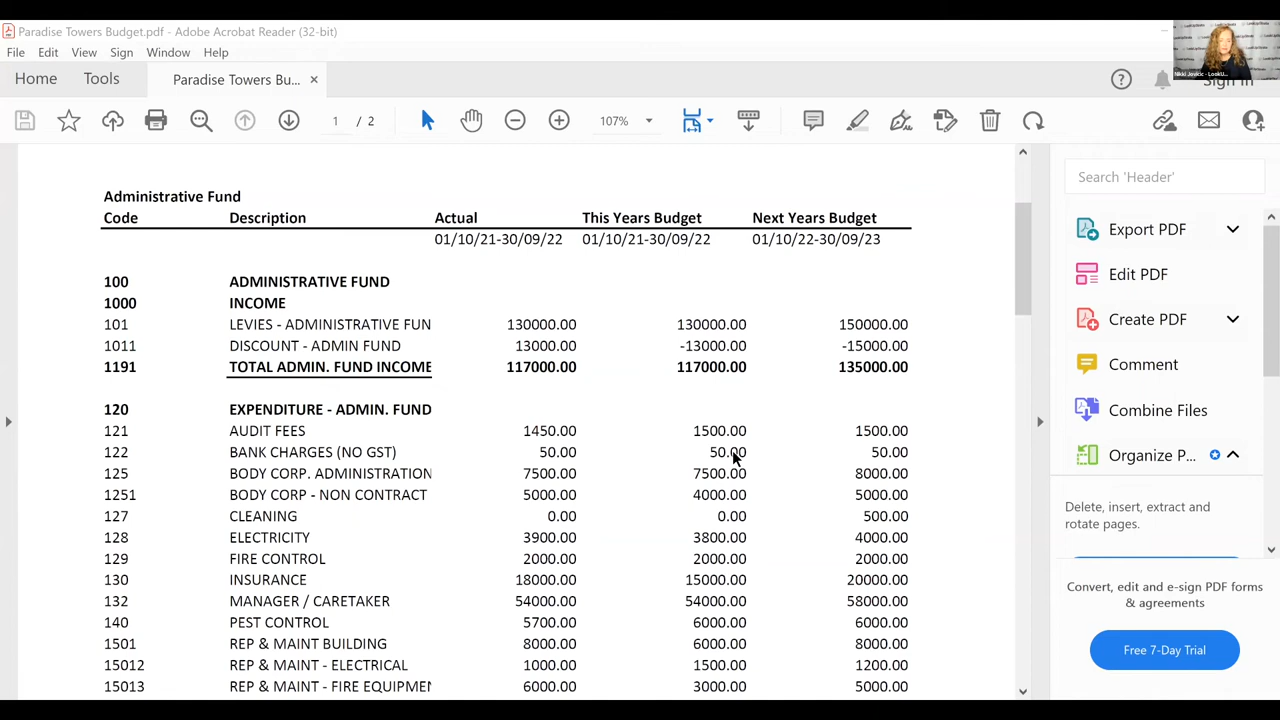 Paradise Towers Budget.pdf - Adobe Acrobat Reader (32-bit)
File Edit View Sign Window Help
Home Tools Paradise Towers Bu... ×
Sign In
1 / 2 107%
Administrative Fund
Code Description Actual This Years Budget Next Years Budget
01/10/21-30/09/22 01/10/21-30/09/22 01/10/22-30/09/23
100 ADMINISTRATIVE FUND
1000 INCOME
101 LEVIES - ADMINISTRATIVE FUN 130000.00 130000.00 150000.00
1011 DISCOUNT - ADMIN FUND 13000.00 -13000.00 -15000.00
1191 TOTAL ADMIN. FUND INCOME 117000.00 117000.00 135000.00
120 EXPENDITURE - ADMIN. FUND
121 AUDIT FEES 1450.00 1500.00 1500.00
122 BANK CHARGES (NO GST) 50.00 50.00 50.00
125 BODY CORP. ADMINISTRATION 7500.00 7500.00 8000.00
1251 BODY CORP - NON CONTRACT 5000.00 4000.00 5000.00
127 CLEANING 0.00 0.00 500.00
128 ELECTRICITY 3900.00 3800.00 4000.00
129 FIRE CONTROL 2000.00 2000.00 2000.00
130 INSURANCE 18000.00 15000.00 20000.00
132 MANAGER / CARETAKER 54000.00 54000.00 58000.00
140 PEST CONTROL 5700.00 6000.00 6000.00
1501 REP & MAINT BUILDING 8000.00 6000.00 8000.00
15012 REP & MAINT - ELECTRICAL 1000.00 1500.00 1200.00
15013 REP & MAINT - FIRE EQUIPMEN 6000.00 3000.00 5000.00
Search 'Header'
Export PDF
Edit PDF
Create PDF
Comment
Combine Files
Organize P...
Delete, insert, extract and
rotate pages.
Convert, edit and e-sign PDF forms
& agreements
Free 7-Day Trial